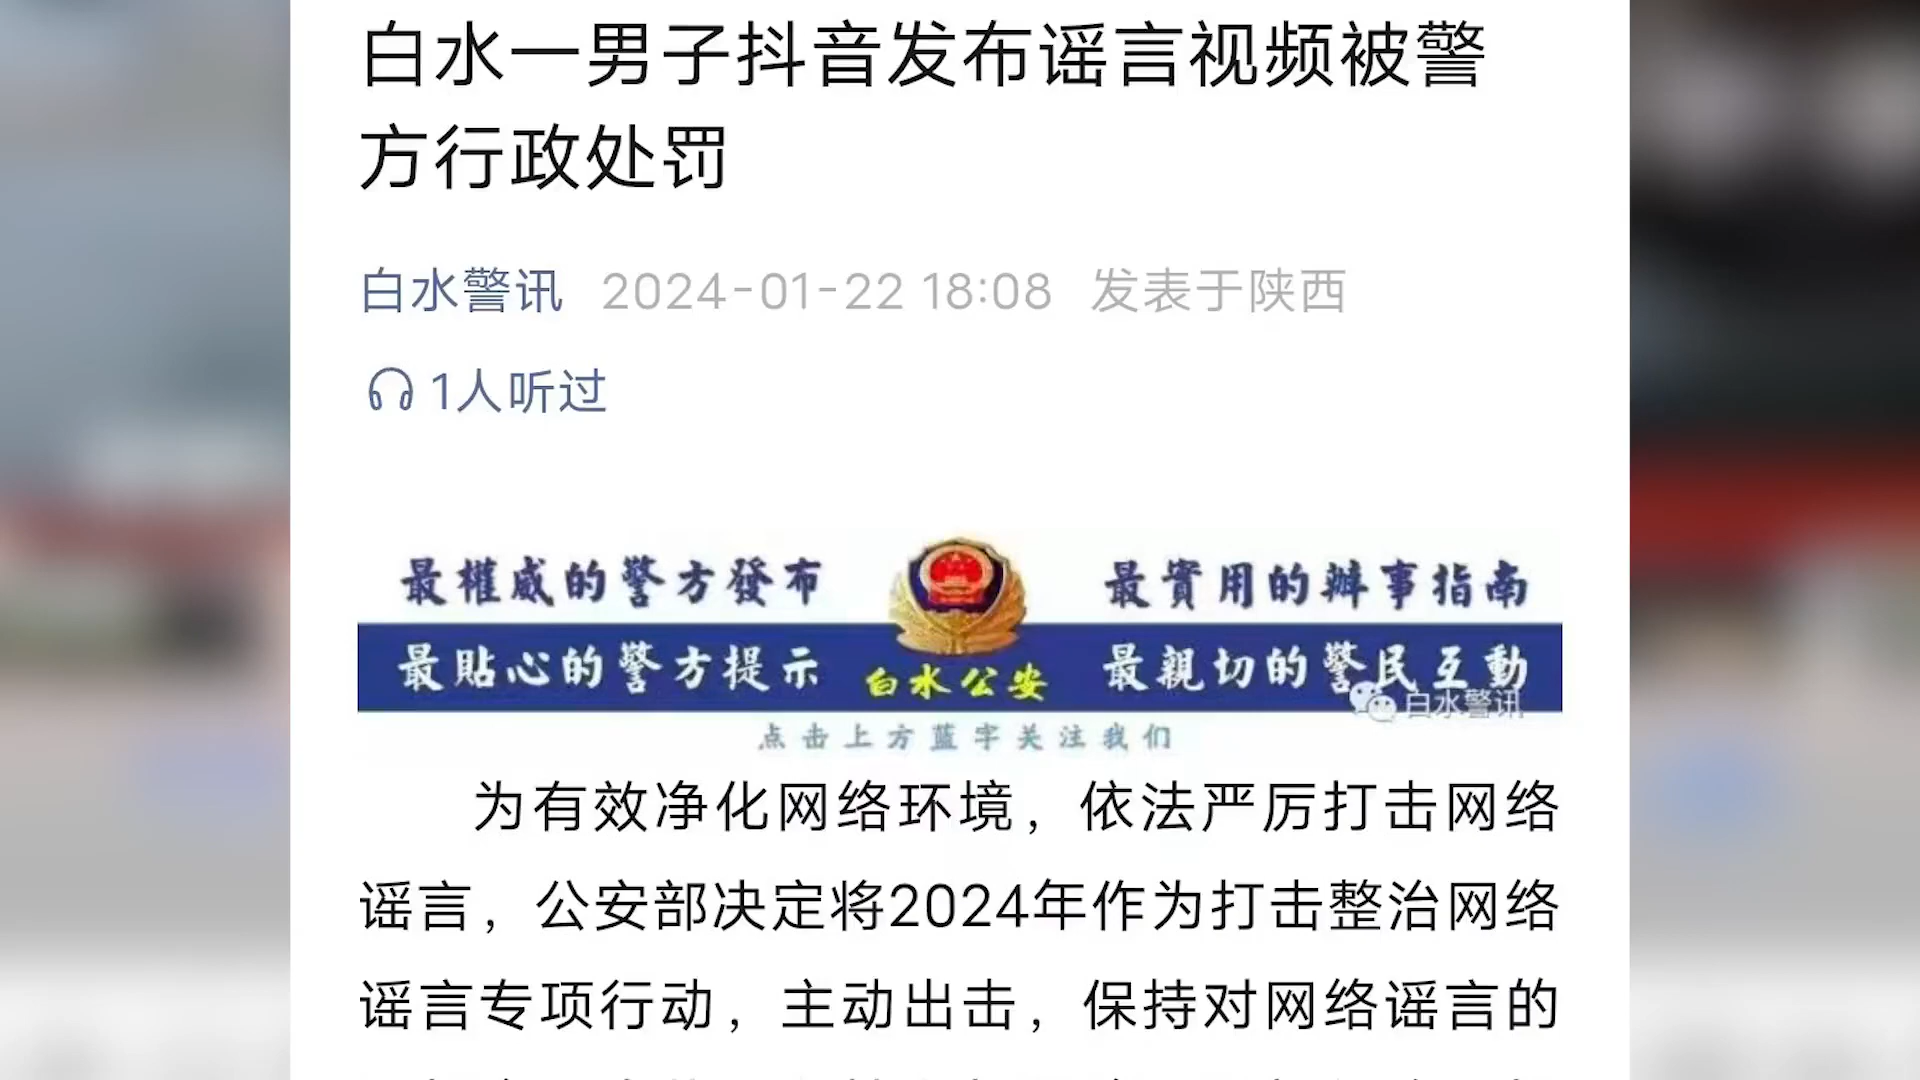 白水一男子抖音发布谣言视频被警
方行政处罚
白水警讯 2024-01-22 18:08 发表于陕西
1人听过
最權威的警方發布 最實用的辦事指南
最貼心的警方提示 白水公安 最親切的警民互動
白水警讯
点击上方蓝字关注我们
为有效净化网络环境，依法严厉打击网络
谣言，公安部决定将2024年作为打击整治网络
谣言专项行动，主动出击，保持对网络谣言的